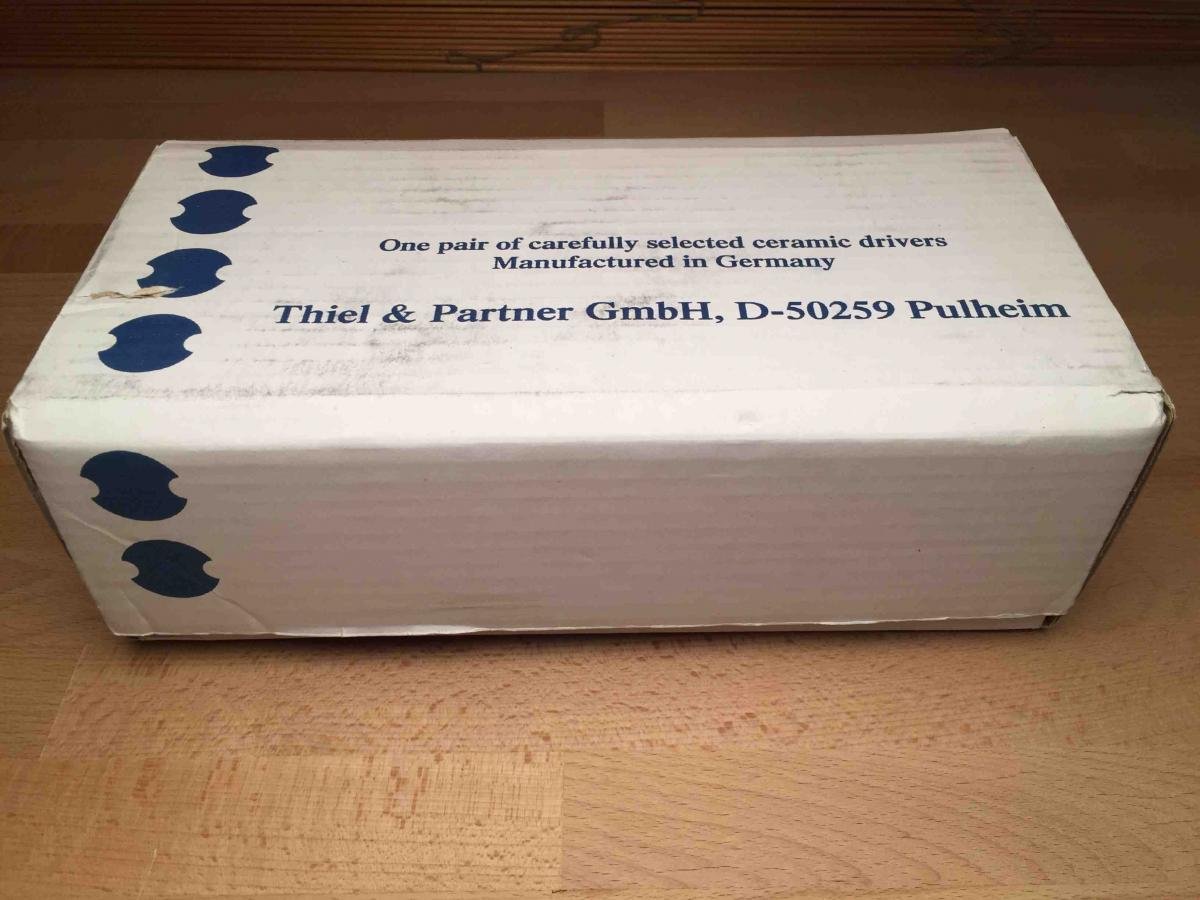 One pair of carefully selected ceramic drivers
Manufactured in Germany
Thiel & Partner GmbH, D-50259 Pulheim